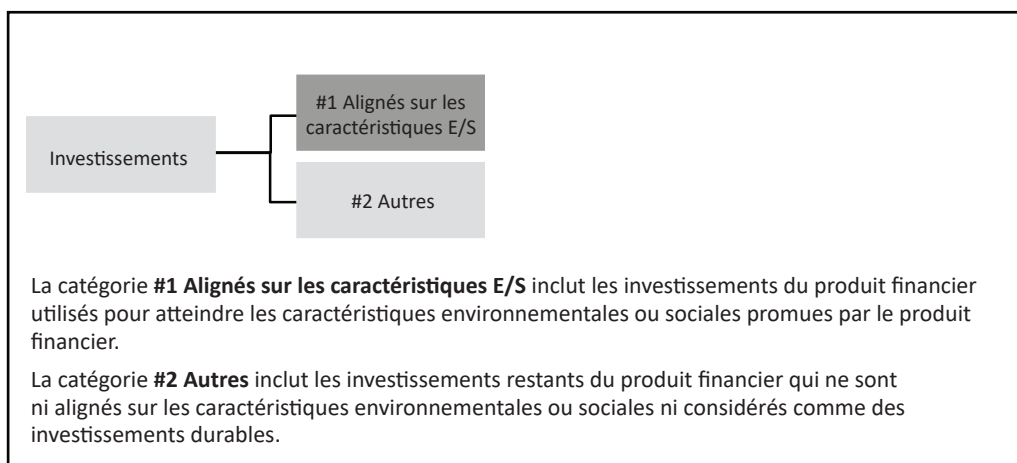 #1 Alignés sur les
caractéristiques E/S
Investissements
#2 Autres
La catégorie #1 Alignés sur les caractéristiques E/S inclut les investissements du produit financier
utilisés pour atteindre les caractéristiques environnementales ou sociales promues par le produit
financier.
La catégorie #2 Autres inclut les investissements restants du produit financier qui ne sont
ni alignés sur les caractéristiques environnementales ou sociales ni considérés comme des
investissements durables.